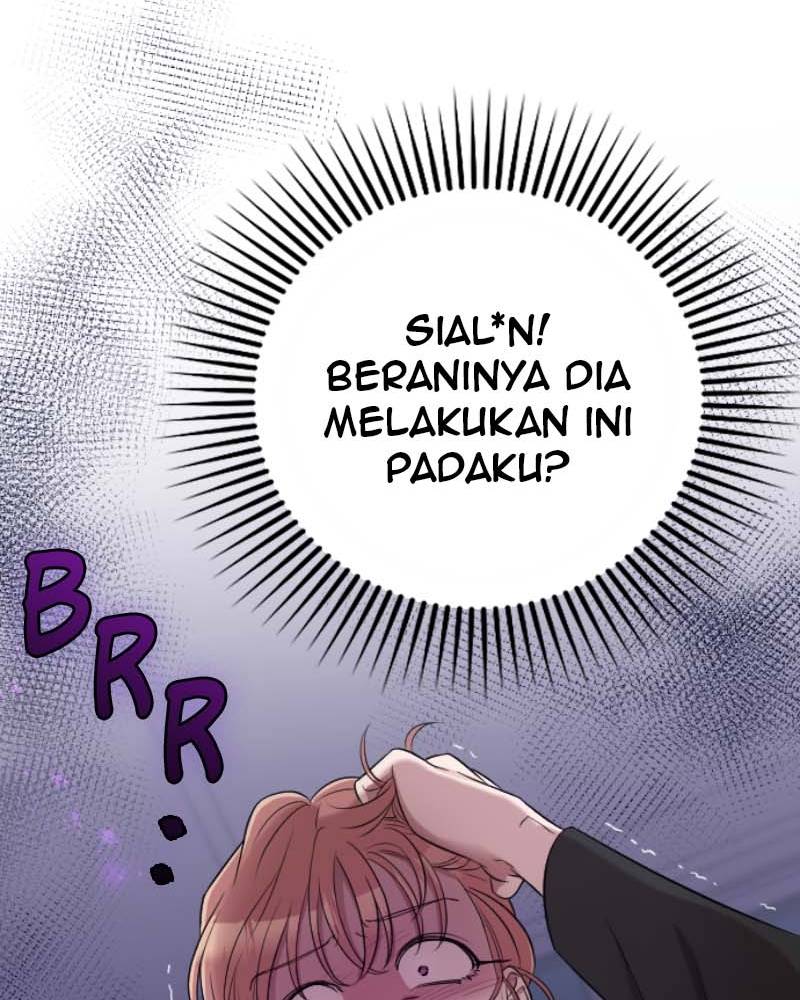 SIAL*N!
BERANINYA DIA
MELAKUKAN INI
PADAKU?
BRR..